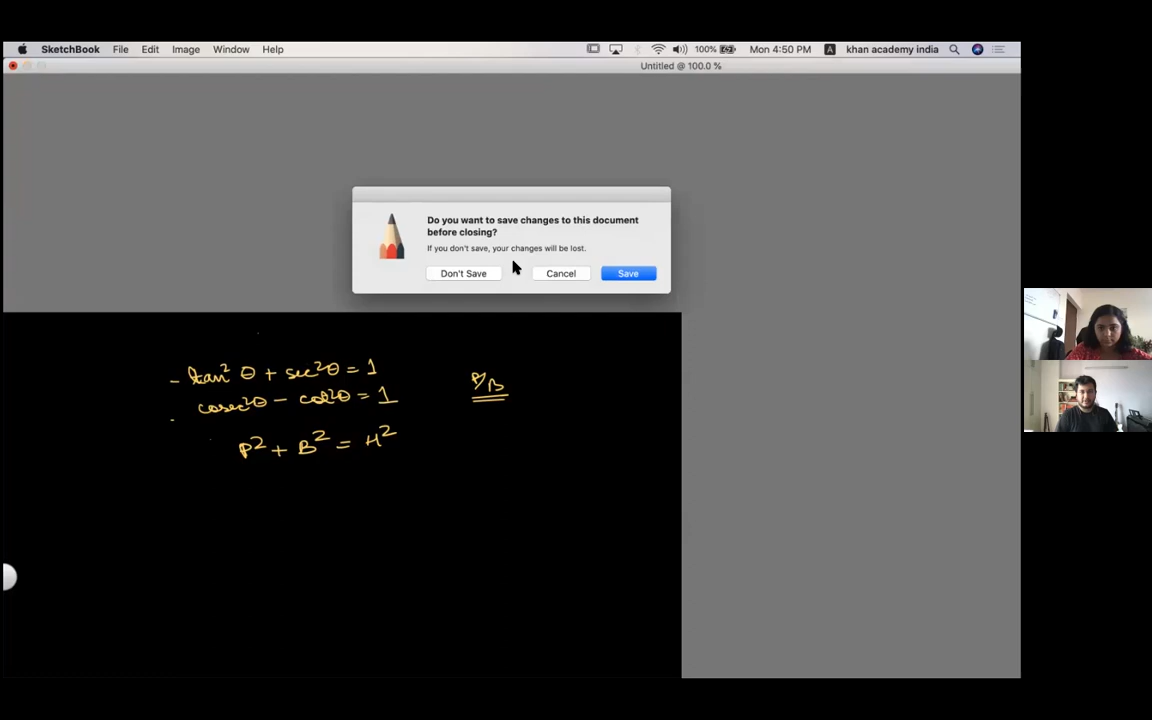 SketchBook File Edit Image Window Help 100% Mon 4:50 PM A khan academy india
Untitled @ 100.0 %
Do you want to save changes to this document
before closing?
If you don't save, your changes will be lost.
Don't Save Cancel Save
- tan² θ + sec²θ = 1
cosec²θ - cot²θ = 1
P/B
P² + B² = H²